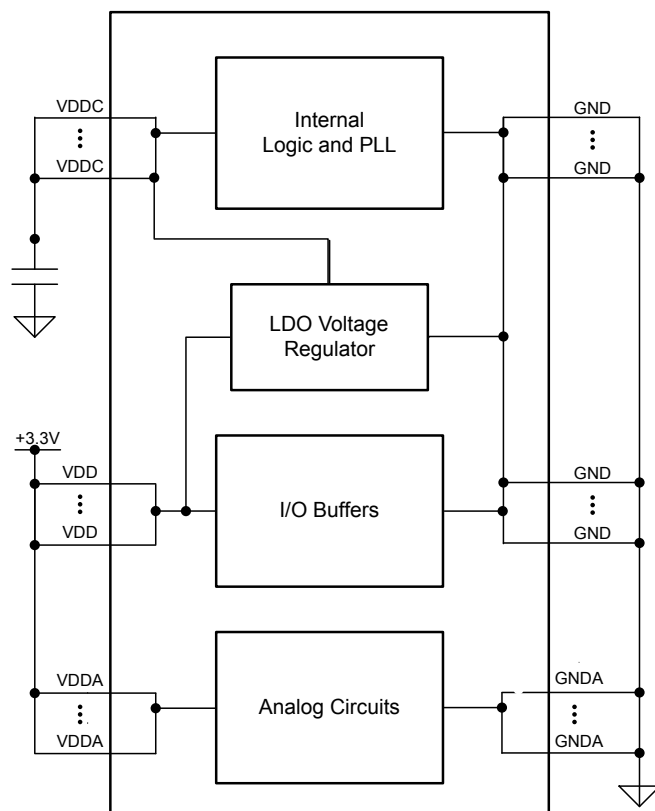 VDDC
VDDC
Internal
Logic and PLL
GND
GND
LDO Voltage
Regulator
+3.3V
VDD
VDD
I/O Buffers
GND
GND
VDDA
VDDA
Analog Circuits
GNDA
GNDA